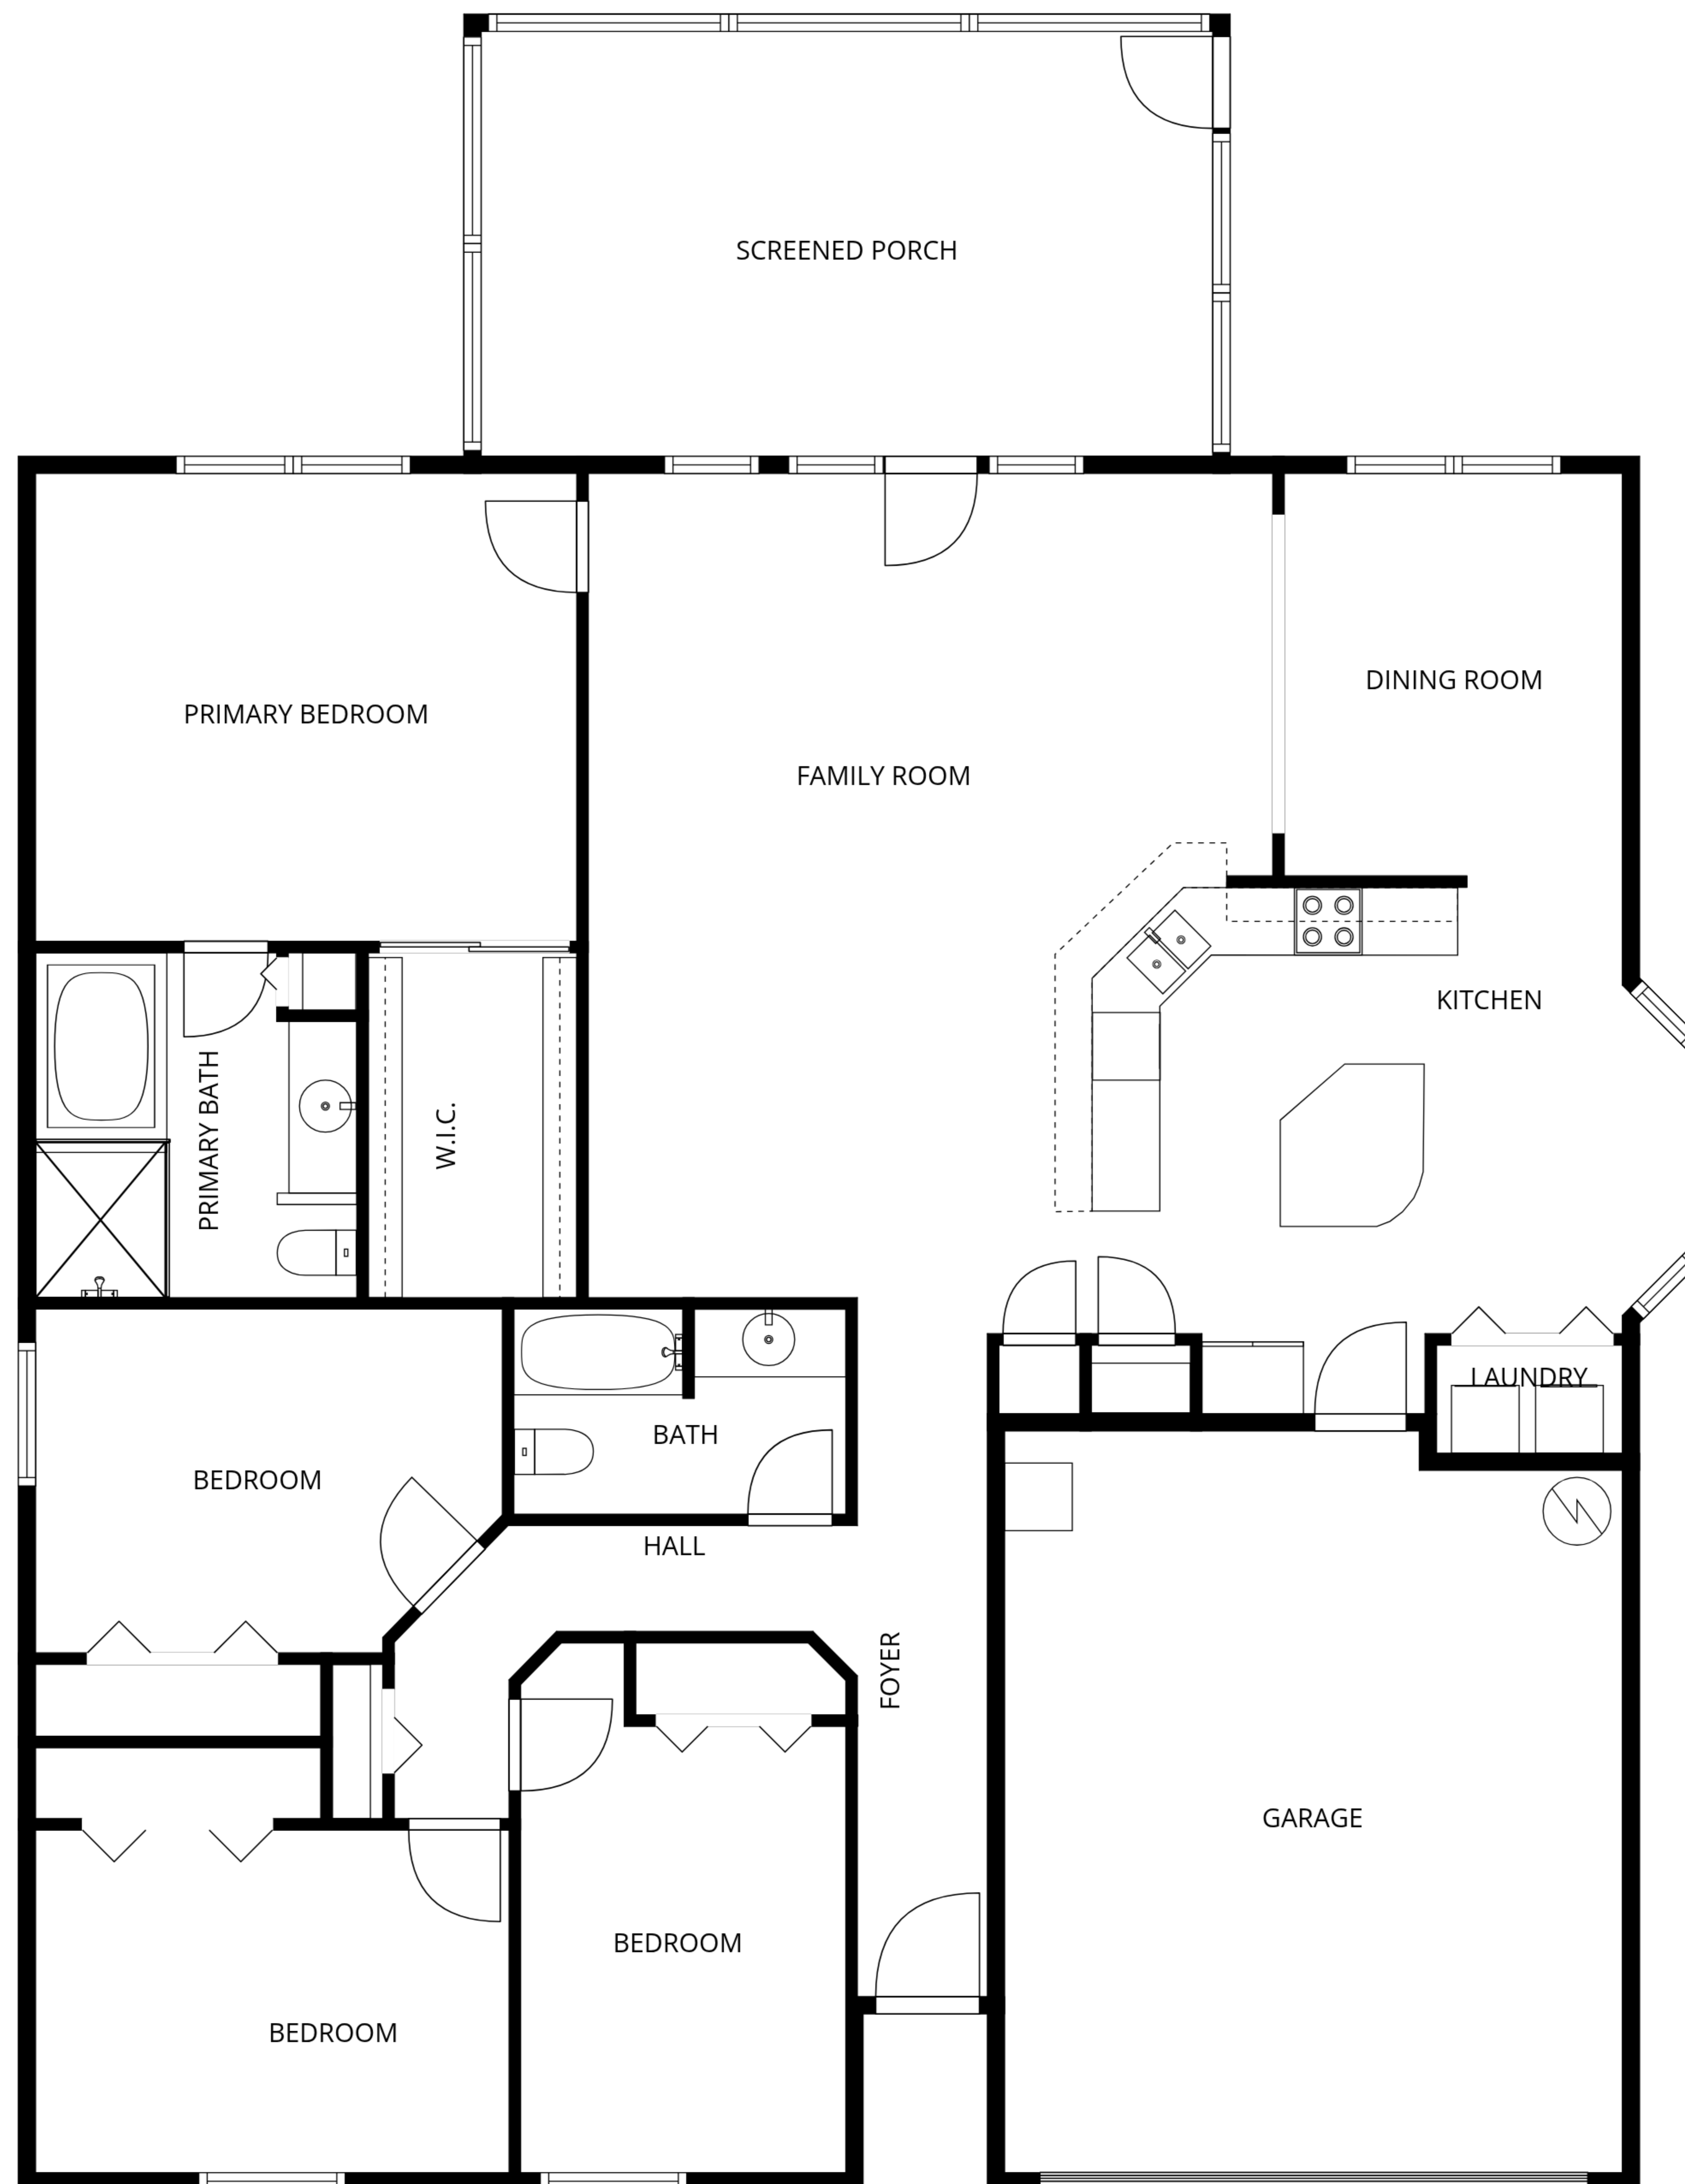 SCREENED PORCH
DINING ROOM
PRIMARY BEDROOM
FAMILY ROOM
KITCHEN
PRIMARY BATH
W.I.C.
LAUNDRY
BATH
BEDROOM
HALL
FOYER
GARAGE
BEDROOM
BEDROOM